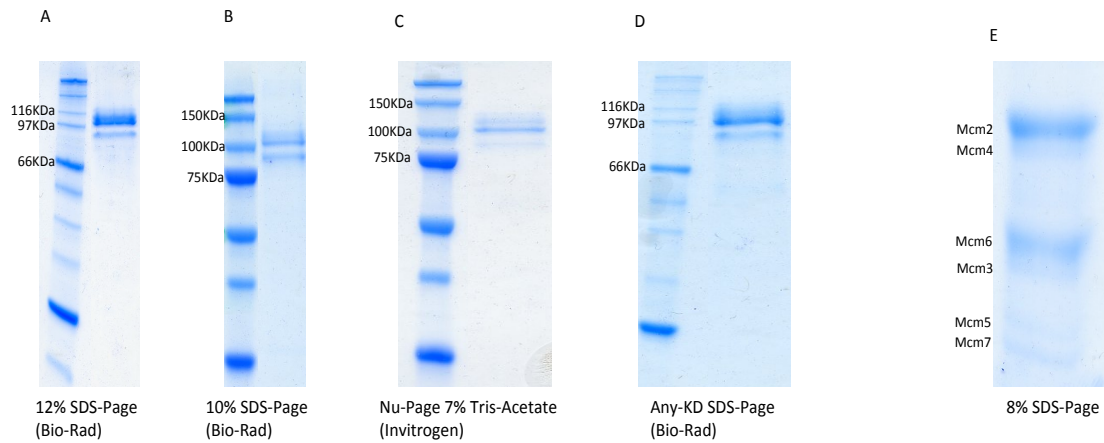 A
B
C
D
E
116KDa
97KDa
66KDa
150KDa
100KDa
75KDa
150KDa
100KDa
75KDa
116KDa
97KDa
66KDa
Mcm2
Mcm4
Mcm6
Mcm3
Mcm5
Mcm7
12% SDS-Page
(Bio-Rad)
10% SDS-Page
(Bio-Rad)
Nu-Page 7% Tris-Acetate
(Invitrogen)
Any-KD SDS-Page
(Bio-Rad)
8% SDS-Page